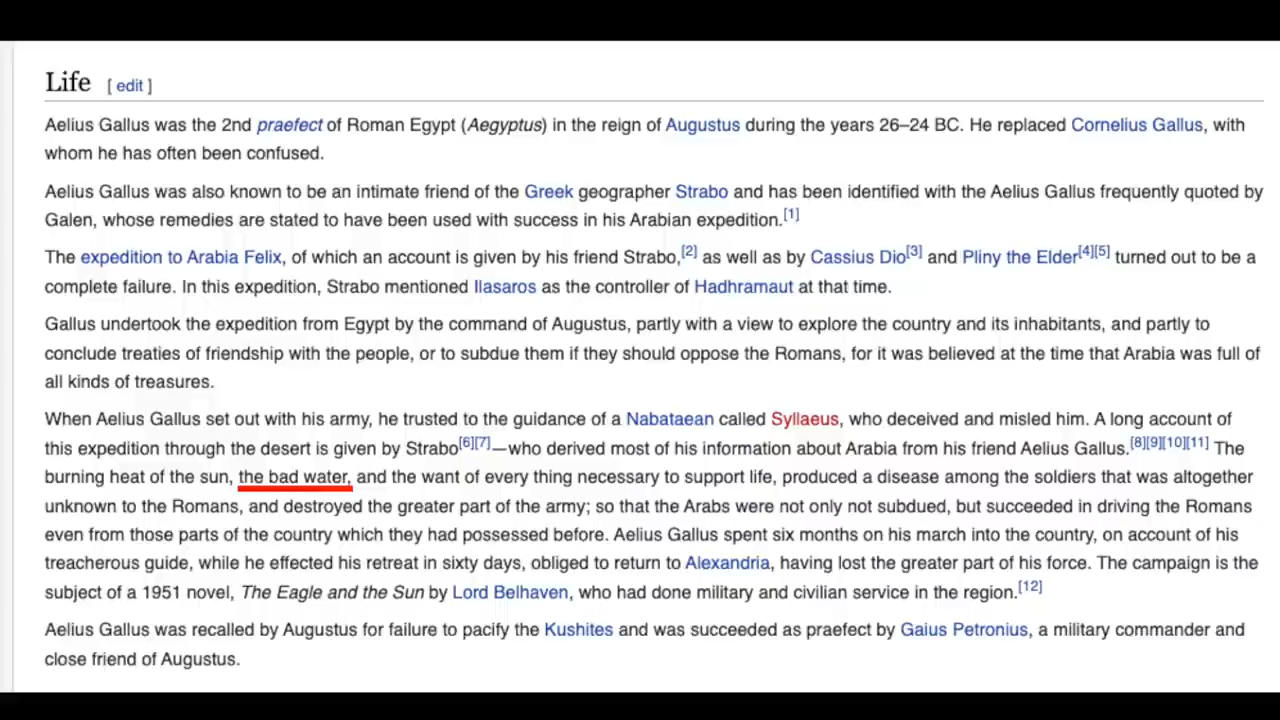 Life [ edit ]
Aelius Gallus was the 2nd praefect of Roman Egypt (Aegyptus) in the reign of Augustus during the years 26–24 BC. He replaced Cornelius Gallus, with
whom he has often been confused.
Aelius Gallus was also known to be an intimate friend of the Greek geographer Strabo and has been identified with the Aelius Gallus frequently quoted by
Galen, whose remedies are stated to have been used with success in his Arabian expedition.[1]
The expedition to Arabia Felix, of which an account is given by his friend Strabo,[2] as well as by Cassius Dio[3] and Pliny the Elder[4][5] turned out to be a
complete failure. In this expedition, Strabo mentioned Ilasaros as the controller of Hadhramaut at that time.
Gallus undertook the expedition from Egypt by the command of Augustus, partly with a view to explore the country and its inhabitants, and partly to
conclude treaties of friendship with the people, or to subdue them if they should oppose the Romans, for it was believed at the time that Arabia was full of
all kinds of treasures.
When Aelius Gallus set out with his army, he trusted to the guidance of a Nabataean called Syllaeus, who deceived and misled him. A long account of
this expedition through the desert is given by Strabo[6][7]—who derived most of his information about Arabia from his friend Aelius Gallus.[8][9][10][11] The
burning heat of the sun, the bad water, and the want of every thing necessary to support life, produced a disease among the soldiers that was altogether
unknown to the Romans, and destroyed the greater part of the army; so that the Arabs were not only not subdued, but succeeded in driving the Romans
even from those parts of the country which they had possessed before. Aelius Gallus spent six months on his march into the country, on account of his
treacherous guide, while he effected his retreat in sixty days, obliged to return to Alexandria, having lost the greater part of his force. The campaign is the
subject of a 1951 novel, The Eagle and the Sun by Lord Belhaven, who had done military and civilian service in the region.[12]
Aelius Gallus was recalled by Augustus for failure to pacify the Kushites and was succeeded as praefect by Gaius Petronius, a military commander and
close friend of Augustus.